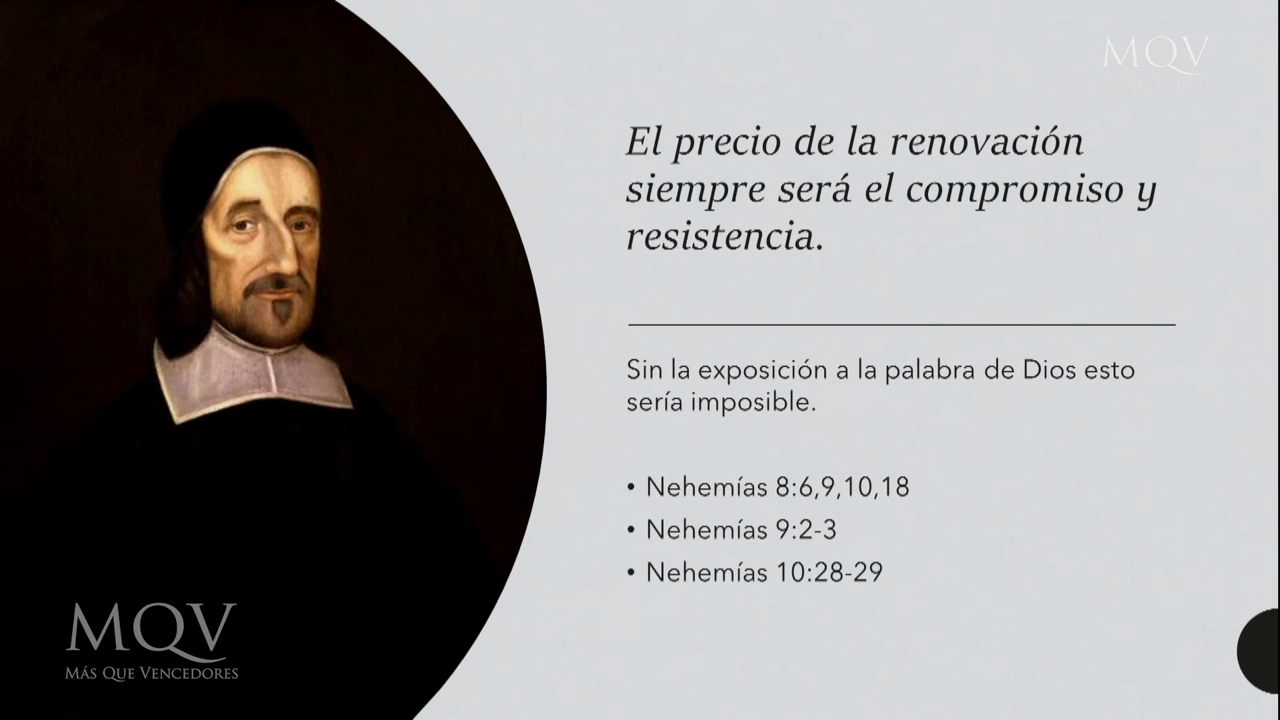 MQV
El precio de la renovación
siempre será el compromiso y
resistencia.
Sin la exposición a la palabra de Dios esto
sería imposible.
• Nehemías 8:6,9,10,18
• Nehemías 9:2-3
• Nehemías 10:28-29
MQV
MÁS QUE VENCEDORES